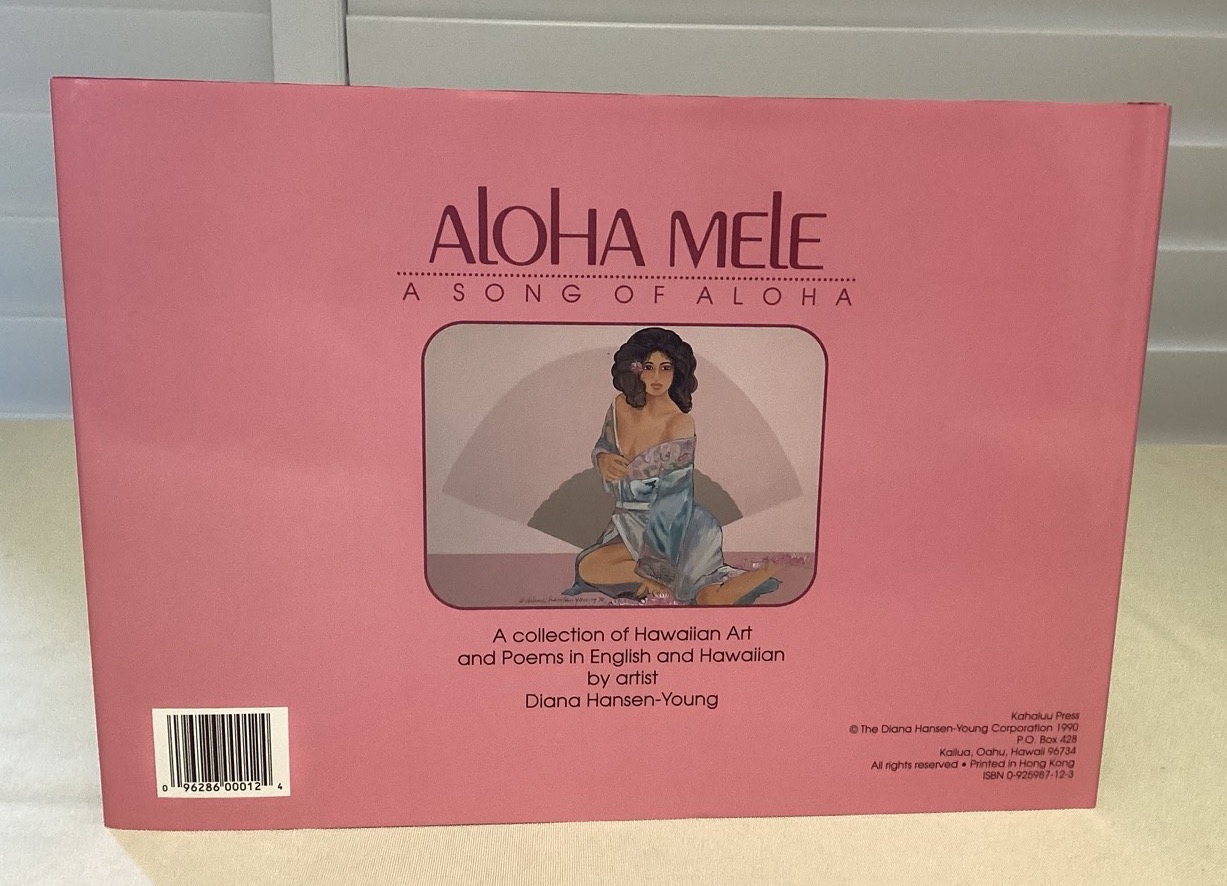 ALOHA MELE
A SONG OF ALOHA
A collection of Hawaiian Art
and Poems in English and Hawaiian
by artist
Diana Hansen-Young
Kahaluu Press
© The Diana Hansen-Young Corporation 1990
P.O. Box 428
Kailua, Oahu, Hawaii 96734
All rights reserved • Printed in Hong Kong
ISBN 0-925987-12-3
0 96286 00012 4